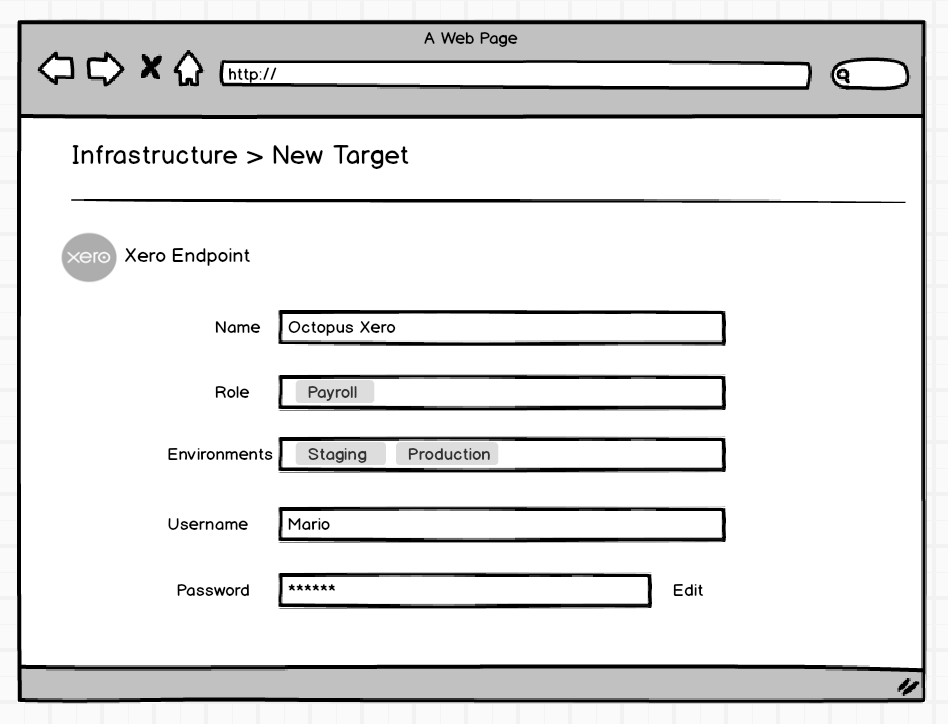 A Web Page
http://
Infrastructure > New Target
xero Xero Endpoint
Name Octopus Xero
Role Payroll
Environments Staging Production
Username Mario
Password ****** Edit